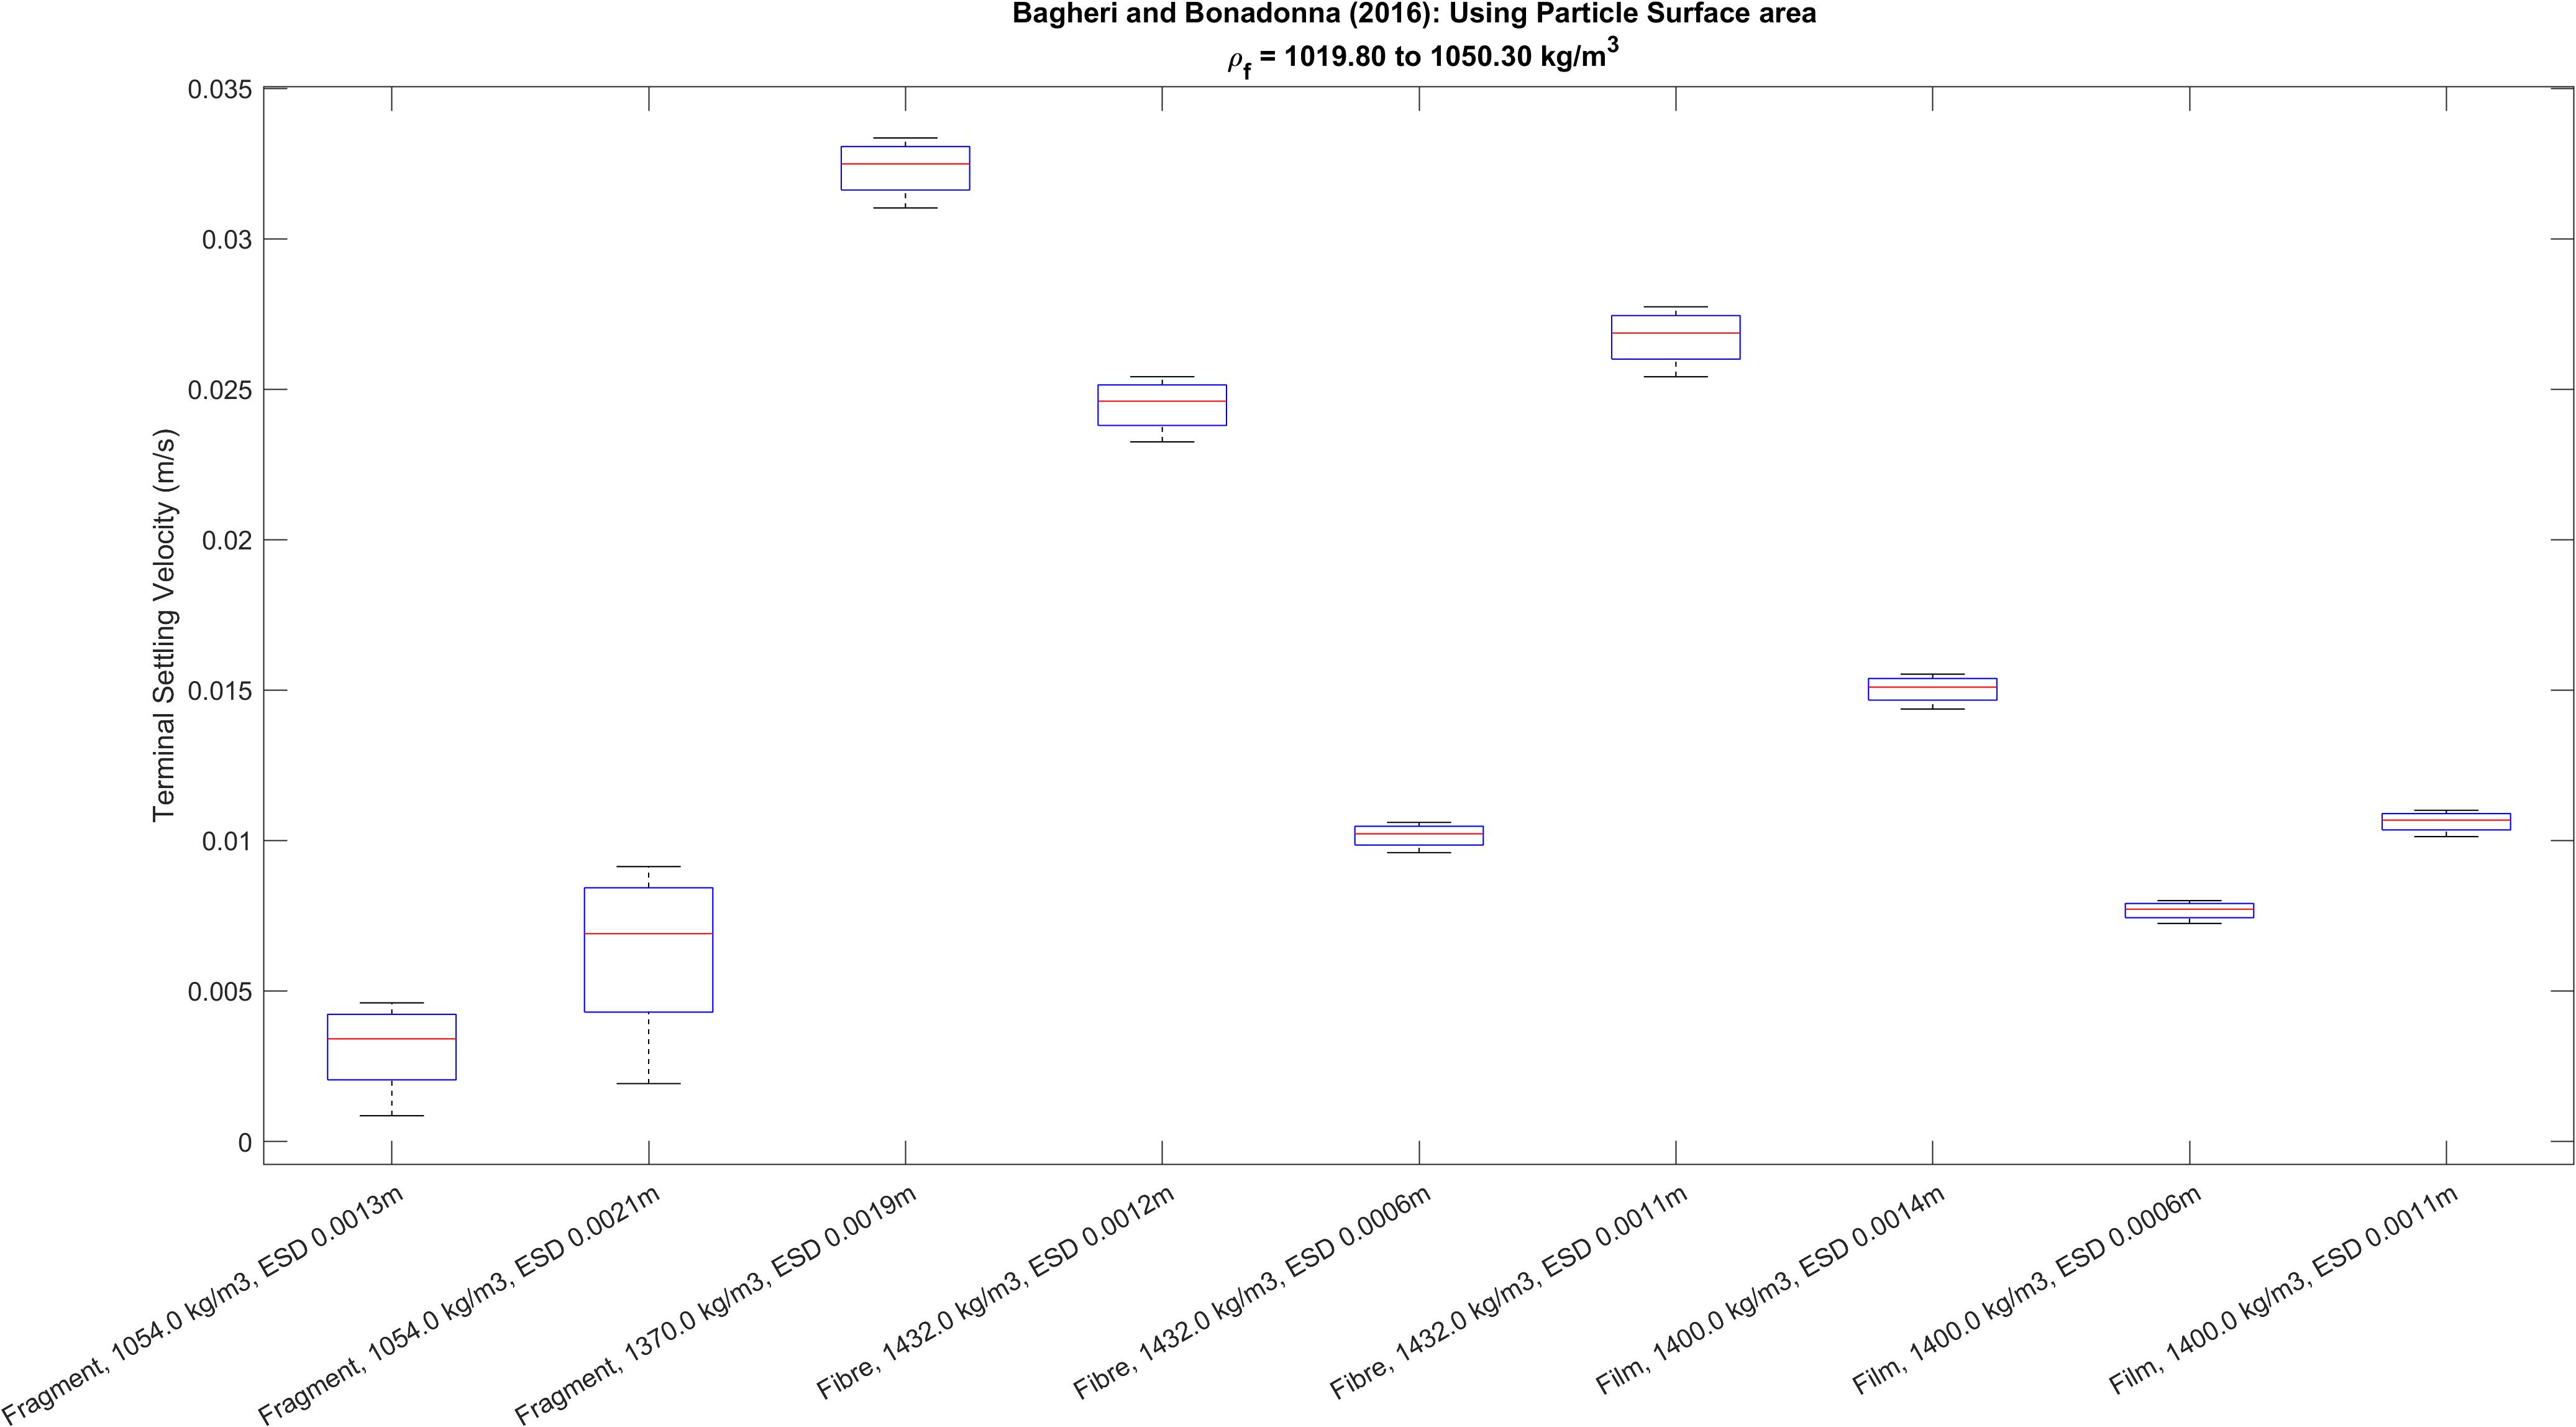 Bagheri and Bonadonna (2016): Using Particle Surface area
ρf = 1019.80 to 1050.30 kg/m3
Terminal Settling Velocity (m/s)
0.035
0.03
0.025
0.02
0.015
0.01
0.005
0
Fragment, 1054.0 kg/m3, ESD 0.0013m
Fragment, 1054.0 kg/m3, ESD 0.0021m
Fragment, 1370.0 kg/m3, ESD 0.0019m
Fibre, 1432.0 kg/m3, ESD 0.0012m
Fibre, 1432.0 kg/m3, ESD 0.0006m
Fibre, 1432.0 kg/m3, ESD 0.0011m
Film, 1400.0 kg/m3, ESD 0.0014m
Film, 1400.0 kg/m3, ESD 0.0006m
Film, 1400.0 kg/m3, ESD 0.0011m